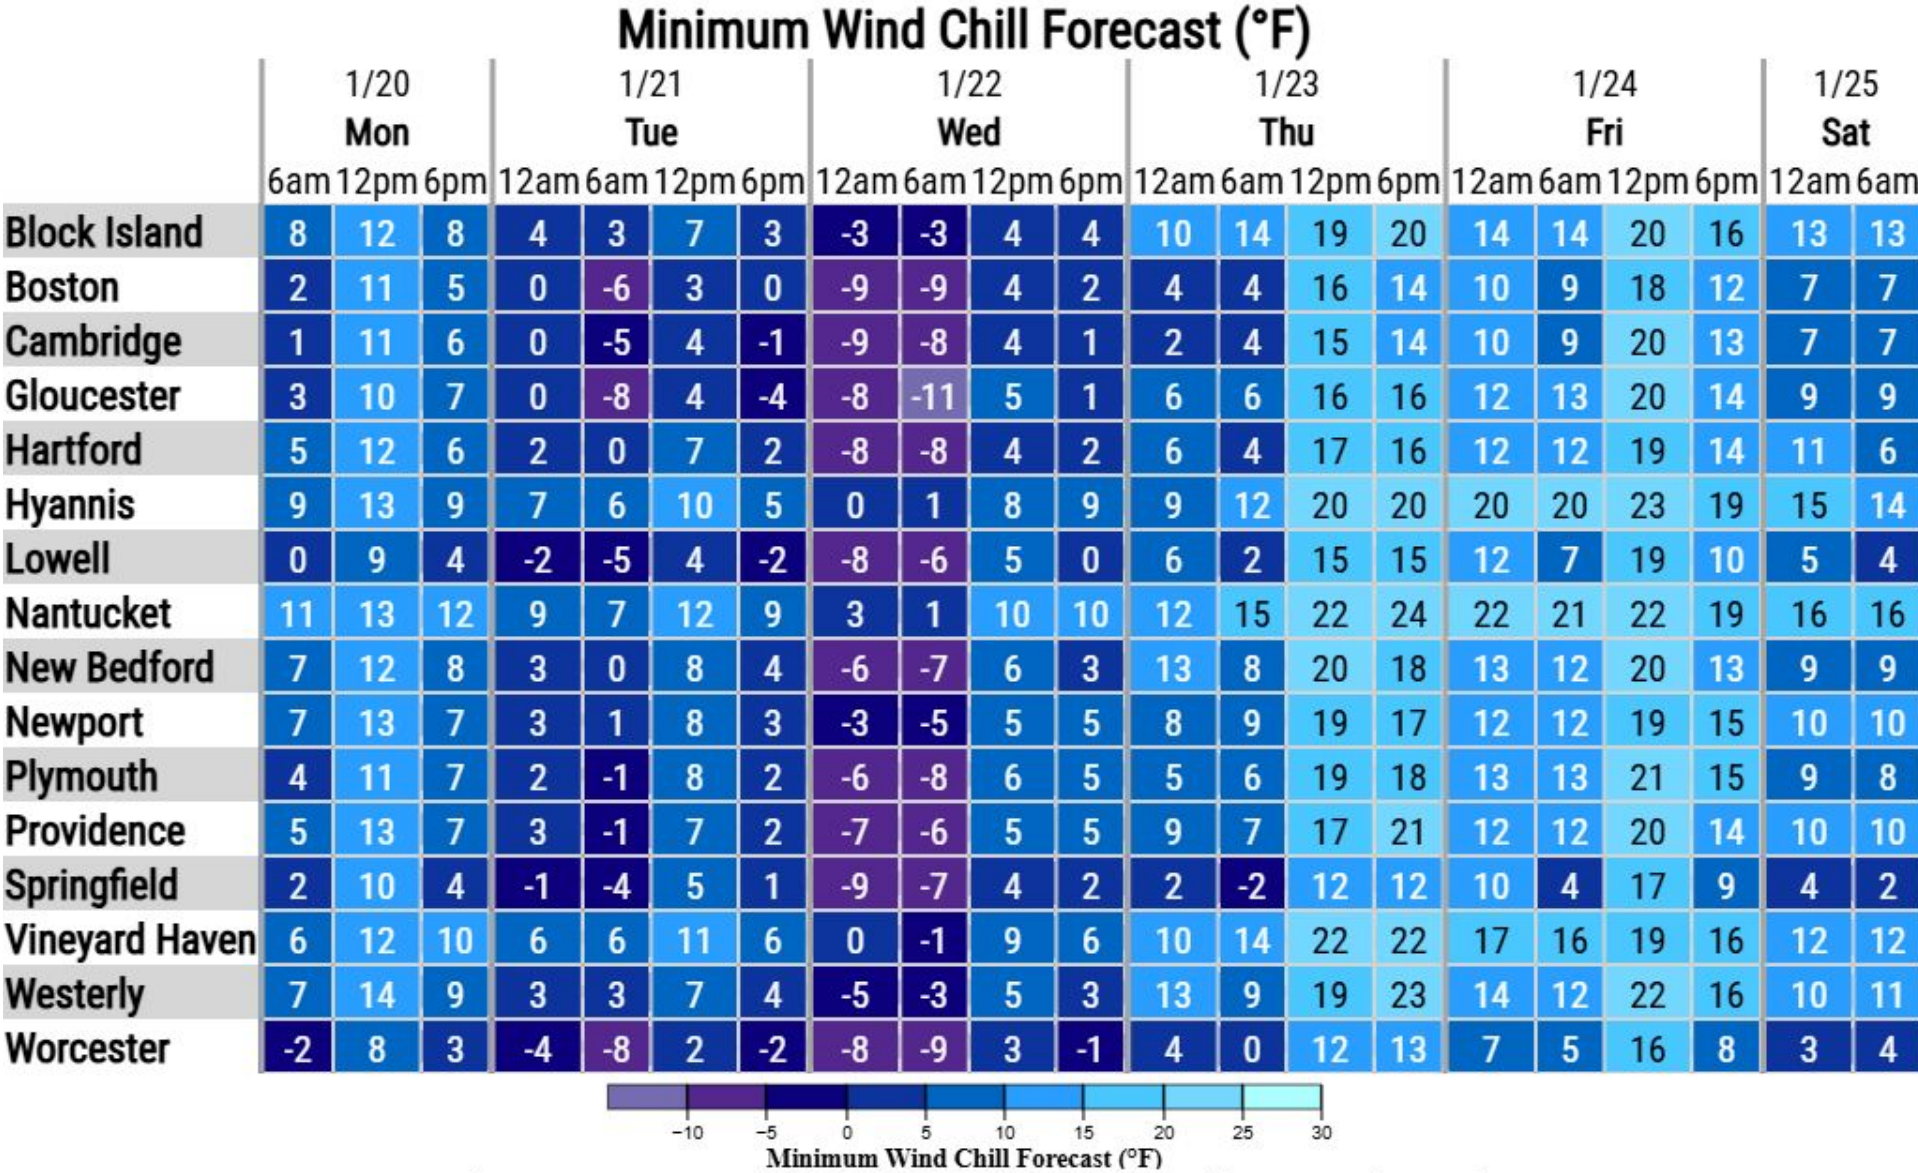 Minimum Wind Chill Forecast (°F)
1/20 1/21 1/22 1/23 1/24 1/25
Mon Tue Wed Thu Fri Sat
6am 12pm 6pm 12am 6am 12pm 6pm 12am 6am 12pm 6pm 12am 6am 12pm 6pm 12am 6am 12pm 6pm 12am 6am
Block Island 8 12 8 4 3 7 3 -3 -3 4 4 10 14 19 20 14 14 20 16 13 13
Boston 2 11 5 0 -6 3 0 -9 -9 4 2 4 4 16 14 10 9 18 12 7 7
Cambridge 1 11 6 0 -5 4 -1 -9 -8 4 1 2 4 15 14 10 9 20 13 7 7
Gloucester 3 10 7 0 -8 4 -4 -8 -11 5 1 6 6 16 16 12 13 20 14 9 9
Hartford 5 12 6 2 0 7 2 -8 -8 4 2 6 4 17 16 12 12 19 14 11 6
Hyannis 9 13 9 7 6 10 5 0 1 8 9 9 12 20 20 20 20 23 19 15 14
Lowell 0 9 4 -2 -5 4 -2 -8 -6 5 0 6 2 15 15 12 7 19 10 5 4
Nantucket 11 13 12 9 7 12 9 3 1 10 10 12 15 22 24 22 21 22 19 16 16
New Bedford 7 12 8 3 0 8 4 -6 -7 6 3 13 8 20 18 13 12 20 13 9 9
Newport 7 13 7 3 1 8 3 -3 -5 5 5 8 9 19 17 12 12 19 15 10 10
Plymouth 4 11 7 2 -1 8 2 -6 -8 6 5 5 6 19 18 13 13 21 15 9 8
Providence 5 13 7 3 -1 7 2 -7 -6 5 5 9 7 17 21 12 12 20 14 10 10
Springfield 2 10 4 -1 -4 5 1 -9 -7 4 2 2 -2 12 12 10 4 17 9 4 2
Vineyard Haven 6 12 10 6 6 11 6 0 -1 9 6 10 14 22 22 17 16 19 16 12 12
Westerly 7 14 9 3 3 7 4 -5 -3 5 3 13 9 19 23 14 12 22 16 10 11
Worcester -2 8 3 -4 -8 2 -2 -8 -9 3 -1 4 0 12 13 7 5 16 8 3 4
−10 −5 0 5 10 15 20 25 30
Minimum Wind Chill Forecast (°F)